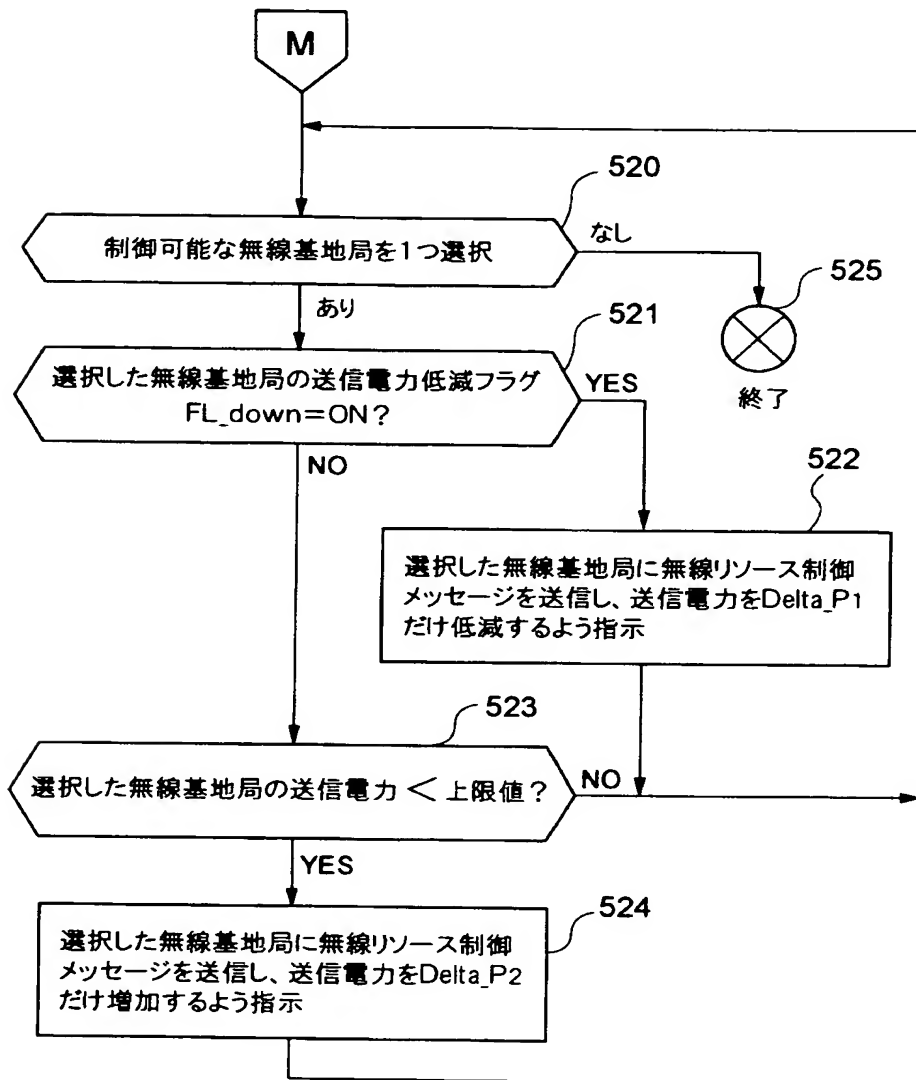 M
520
制御可能な無線基地局を1つ選択
なし
あり
525
終了
521
選択した無線基地局の送信電力低減フラグ
FL_down=ON?
YES
NO
522
選択した無線基地局に無線リソース制御
メッセージを送信し、送信電力をDelta_P1
だけ低減するよう指示
523
選択した無線基地局の送信電力 < 上限値?
NO
YES
524
選択した無線基地局に無線リソース制御
メッセージを送信し、送信電力をDelta_P2
だけ増加するよう指示